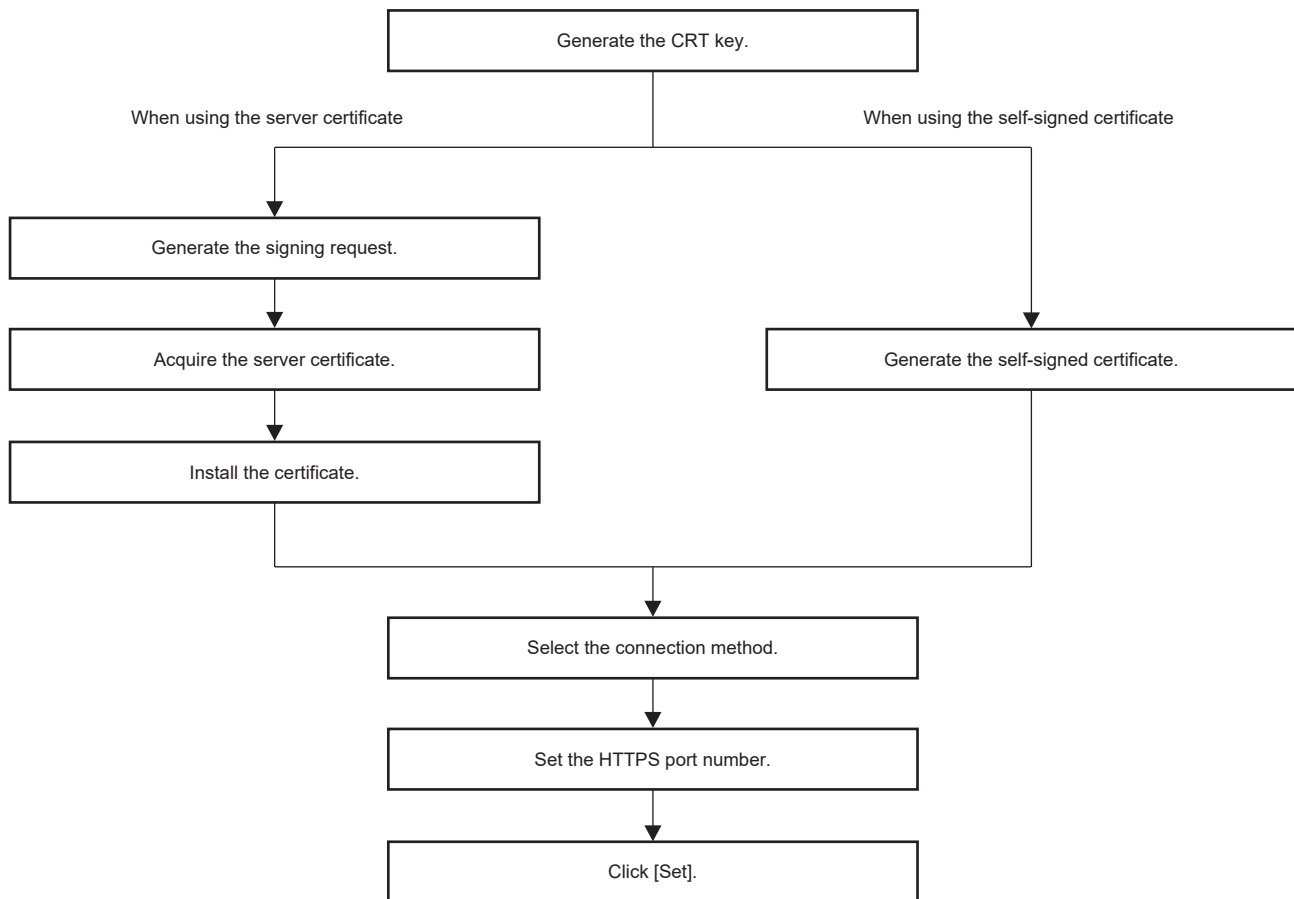 Generate the CRT key.
When using the server certificate
When using the self-signed certificate
Generate the signing request.
Acquire the server certificate.
Generate the self-signed certificate.
Install the certificate.
Select the connection method.
Set the HTTPS port number.
Click [Set].